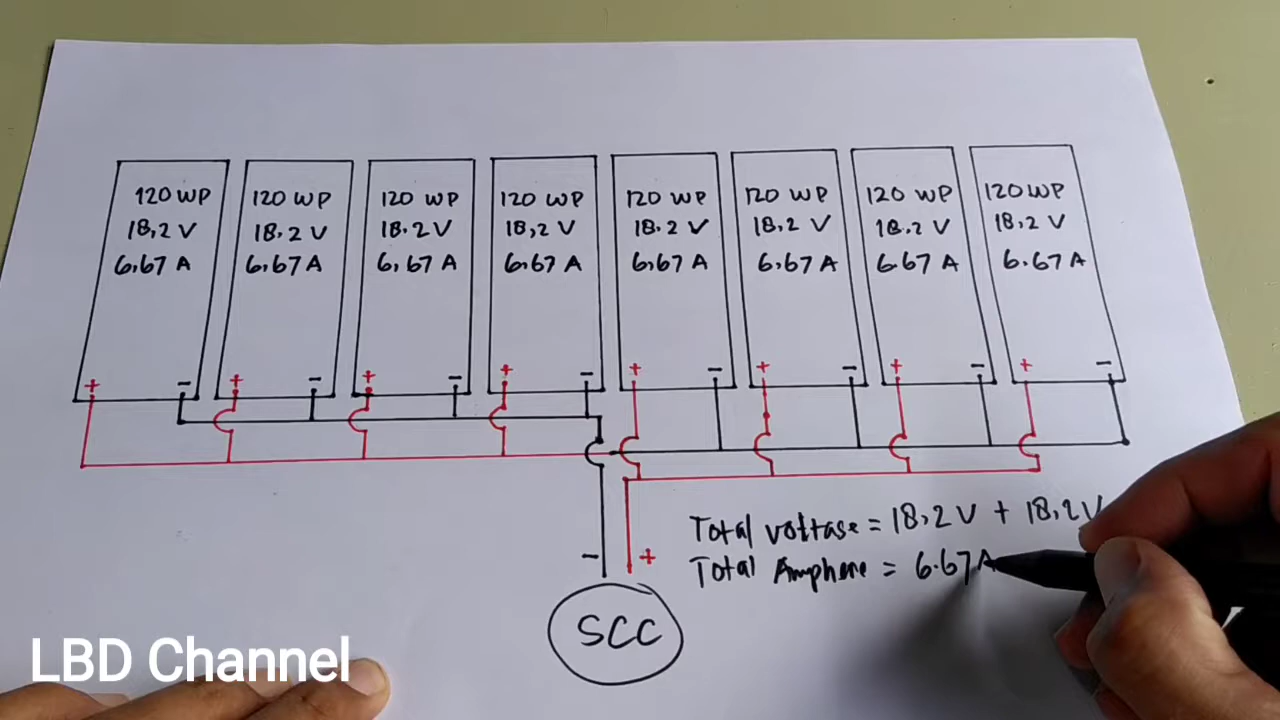 120 WP 120 WP 120 WP 120 WP 120 WP 120 WP 120 WP 120 WP
18,2 V 18.2 V 18.2 V 18,2 V 18.2 V 18,2 V 18.2 V 18,2 V
6.67 A 6.67 A 6.67 A 6.67 A 6.67 A 6.67 A 6.67 A 6.67 A
+ − + − + − + − + − + − + − + −
Total voltase = 18,2 V + 18,2 V
− +
Total Amphere = 6.67 A
SCC
LBD Channel